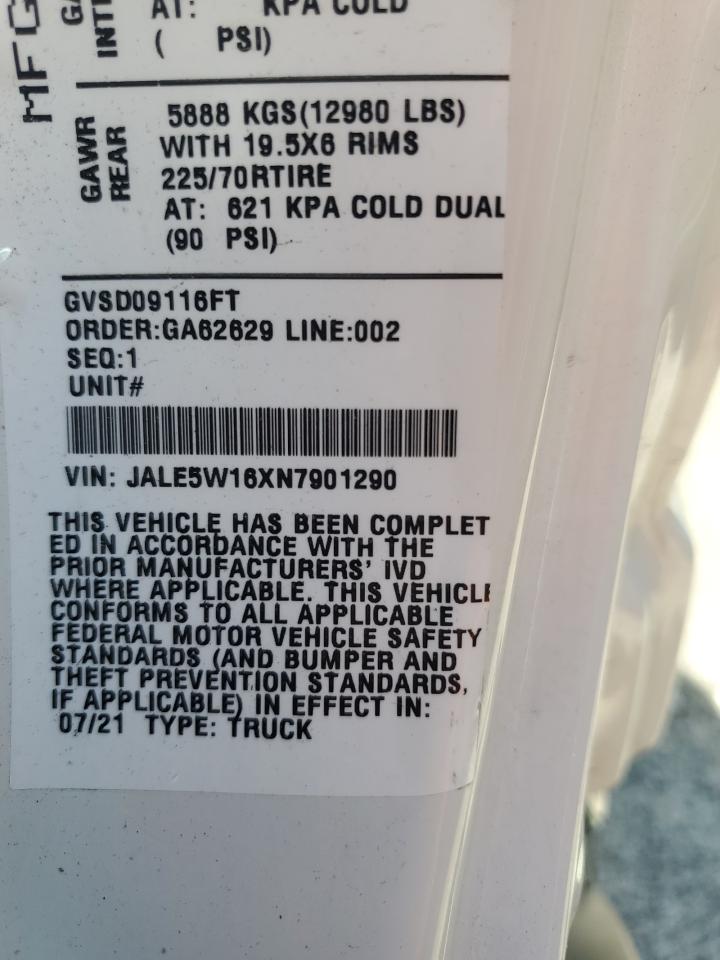 MFG
GA
INT
AT: KPA COLD
( PSI)
GAWR
REAR
5888 KGS(12980 LBS)
WITH 19.5X6 RIMS
225/70RTIRE
AT: 621 KPA COLD DUAL
(90 PSI)
GVSD09116FT
ORDER:GA62629 LINE:002
SEQ:1
UNIT#
VIN: JALE5W16XN7901290
THIS VEHICLE HAS BEEN COMPLET
ED IN ACCORDANCE WITH THE
PRIOR MANUFACTURERS' IVD
WHERE APPLICABLE. THIS VEHICLE
CONFORMS TO ALL APPLICABLE
FEDERAL MOTOR VEHICLE SAFETY
STANDARDS (AND BUMPER AND
THEFT PREVENTION STANDARDS,
IF APPLICABLE) IN EFFECT IN:
07/21 TYPE: TRUCK